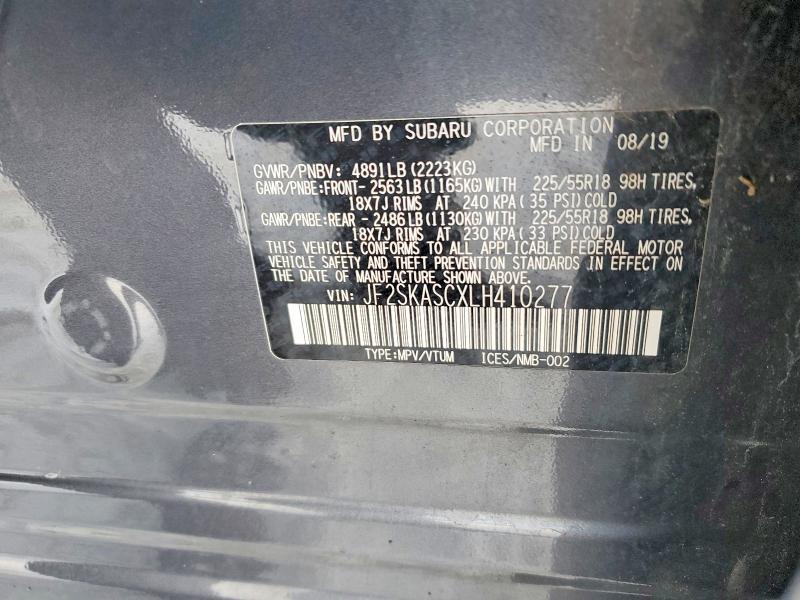 MFD BY SUBARU CORPORATION
MFD IN 08/19
GVWR/PNBV: 4891LB (2223KG)
GAWR/PNBE:FRONT-2563LB(1165KG)WITH 225/55R18 98H TIRES,
18X7J RIMS AT 240 KPA(35 PSI)COLD
GAWR/PNBE:REAR -2486LB(1130KG)WITH 225/55R18 98H TIRES,
18X7J RIMS AT 230 KPA(33 PSI)COLD
THIS VEHICLE CONFORMS TO ALL APPLICABLE FEDERAL MOTOR
VEHICLE SAFETY AND THEFT PREVENTION STANDARDS IN EFFECT ON
THE DATE OF MANUFACTURE SHOWN ABOVE.
VIN: JF2SKASCXLH410277
TYPE:MPV/VTUM ICES/NMB-002